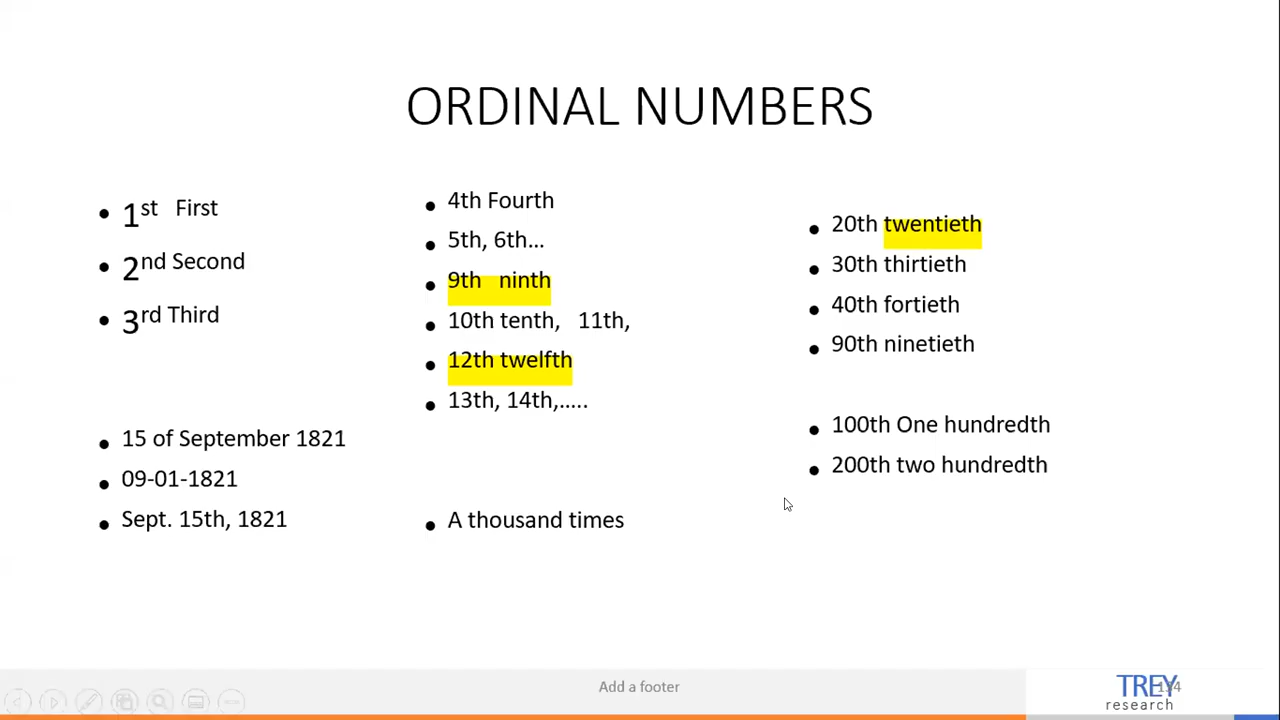 ORDINAL NUMBERS
1st First
2nd Second
3rd Third
15 of September 1821
09-01-1821
Sept. 15th, 1821
4th Fourth
5th, 6th...
9th ninth
10th tenth, 11th,
12th twelfth
13th, 14th,.....
A thousand times
20th twentieth
30th thirtieth
40th fortieth
90th ninetieth
100th One hundredth
200th two hundredth
Add a footer
TREY
research